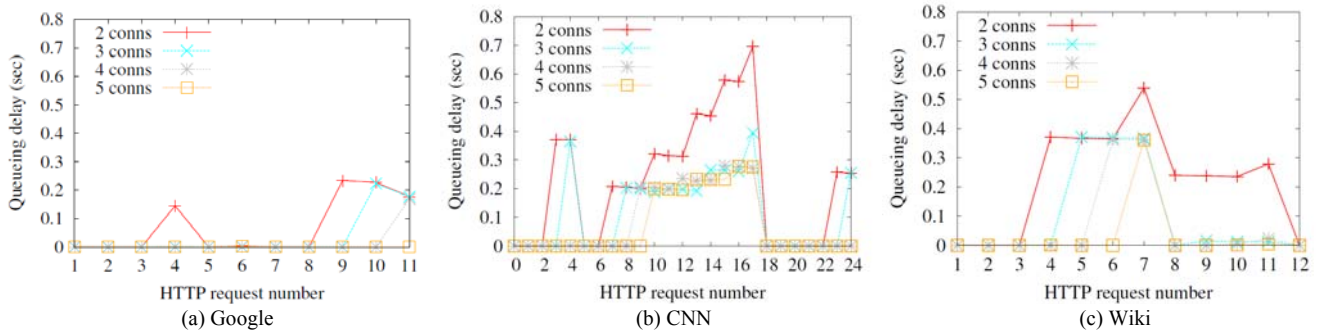 0.8
0.7
0.6
0.5
0.4
0.3
0.2
0.1
0
Queueing delay (sec)
2 conns
3 conns
4 conns
5 conns
1 2 3 4 5 6 7 8 9 10 11
HTTP request number
(a) Google
0.8
0.7
0.6
0.5
0.4
0.3
0.2
0.1
0
Queueing delay (sec)
2 conns
3 conns
4 conns
5 conns
0 2 4 6 8 10 12 14 16 18 20 22 24
HTTP request number
(b) CNN
0.8
0.7
0.6
0.5
0.4
0.3
0.2
0.1
0
Queueing delay (sec)
2 conns
3 conns
4 conns
5 conns
1 2 3 4 5 6 7 8 9 10 11 12
HTTP request number
(c) Wiki